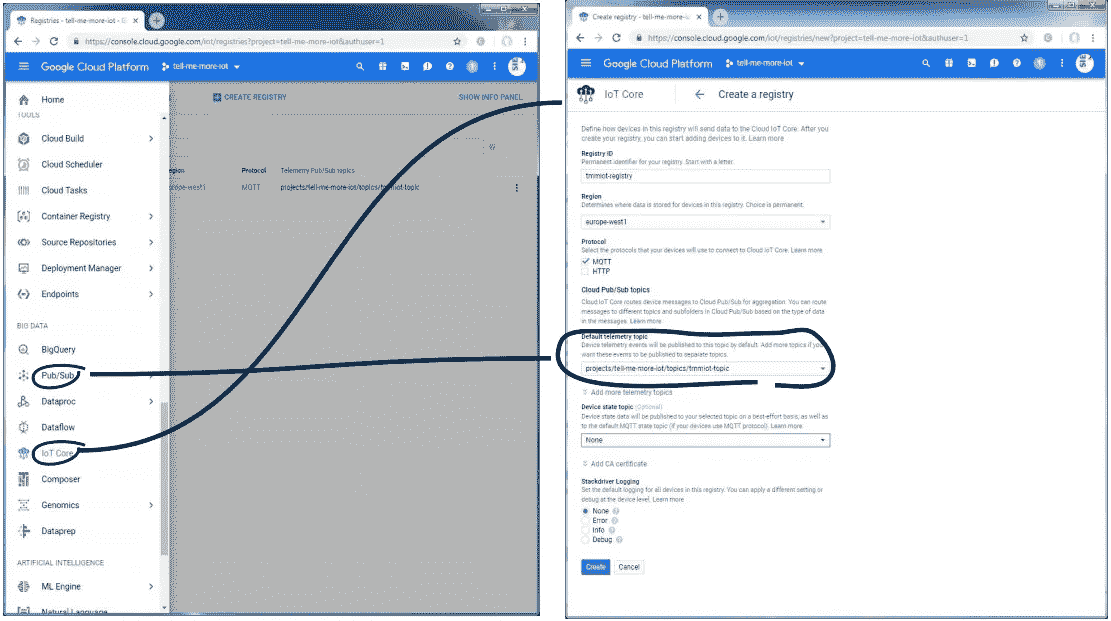 Registries - tell-me-more-iot - G
https://console.cloud.google.com/iot/registries?project=tell-me-more-iot&authuser=1
Google Cloud Platform
tell-me-more-iot
Home
TOOLS
Cloud Build
Cloud Scheduler
Cloud Tasks
Container Registry
Source Repositories
Deployment Manager
Endpoints
BIG DATA
BigQuery
Pub/Sub
Dataproc
Dataflow
IoT Core
Composer
Genomics
Dataprep
ARTIFICIAL INTELLIGENCE
ML Engine
Natural Language
CREATE REGISTRY
SHOW INFO PANEL
Protocol
Telemetry Pub/Sub topics
MQTT
projects/tell-me-more-iot/topics/tmmiot-topic
Create registry - tell-me-more
https://console.cloud.google.com/iot/registries/new?project=tell-me-more-iot&authuser=1
Google Cloud Platform
tell-me-more-iot
IoT Core
Create a registry
Define how devices in this registry will send data to the Cloud IoT Core. After you
create your registry, you can start adding devices to it. Learn more
Registry ID
Permanent identifier for your registry. Start with a letter.
tmmiot-registry
Region
Determines where data is stored for devices in this registry. Choice is permanent.
europe-west1
Protocol
Select the protocols that your devices will use to connect to Cloud IoT Core. Learn more
MQTT
HTTP
Cloud Pub/Sub topics
Cloud IoT Core routes device messages to Cloud Pub/Sub for aggregation. You can route
messages to different topics and subfolders in Cloud Pub/Sub based on the type of data
in the messages. Learn more
Default telemetry topic
Device telemetry events will be published to this topic by default. Add more topics if you
want these events to be published to separate topics.
projects/tell-me-more-iot/topics/tmmiot-topic
Add more telemetry topics
Device state topic (Optional)
Device state data will be published to your selected topic on a best-effort basis, as well as
to the default MQTT state topic (if your devices use MQTT protocol). Learn more
None
Add CA certificate
Stackdriver Logging
Set the default logging for all devices in this registry. You can apply a different setting or
debug at the device level. Learn more
None
Error
Info
Debug
Create
Cancel